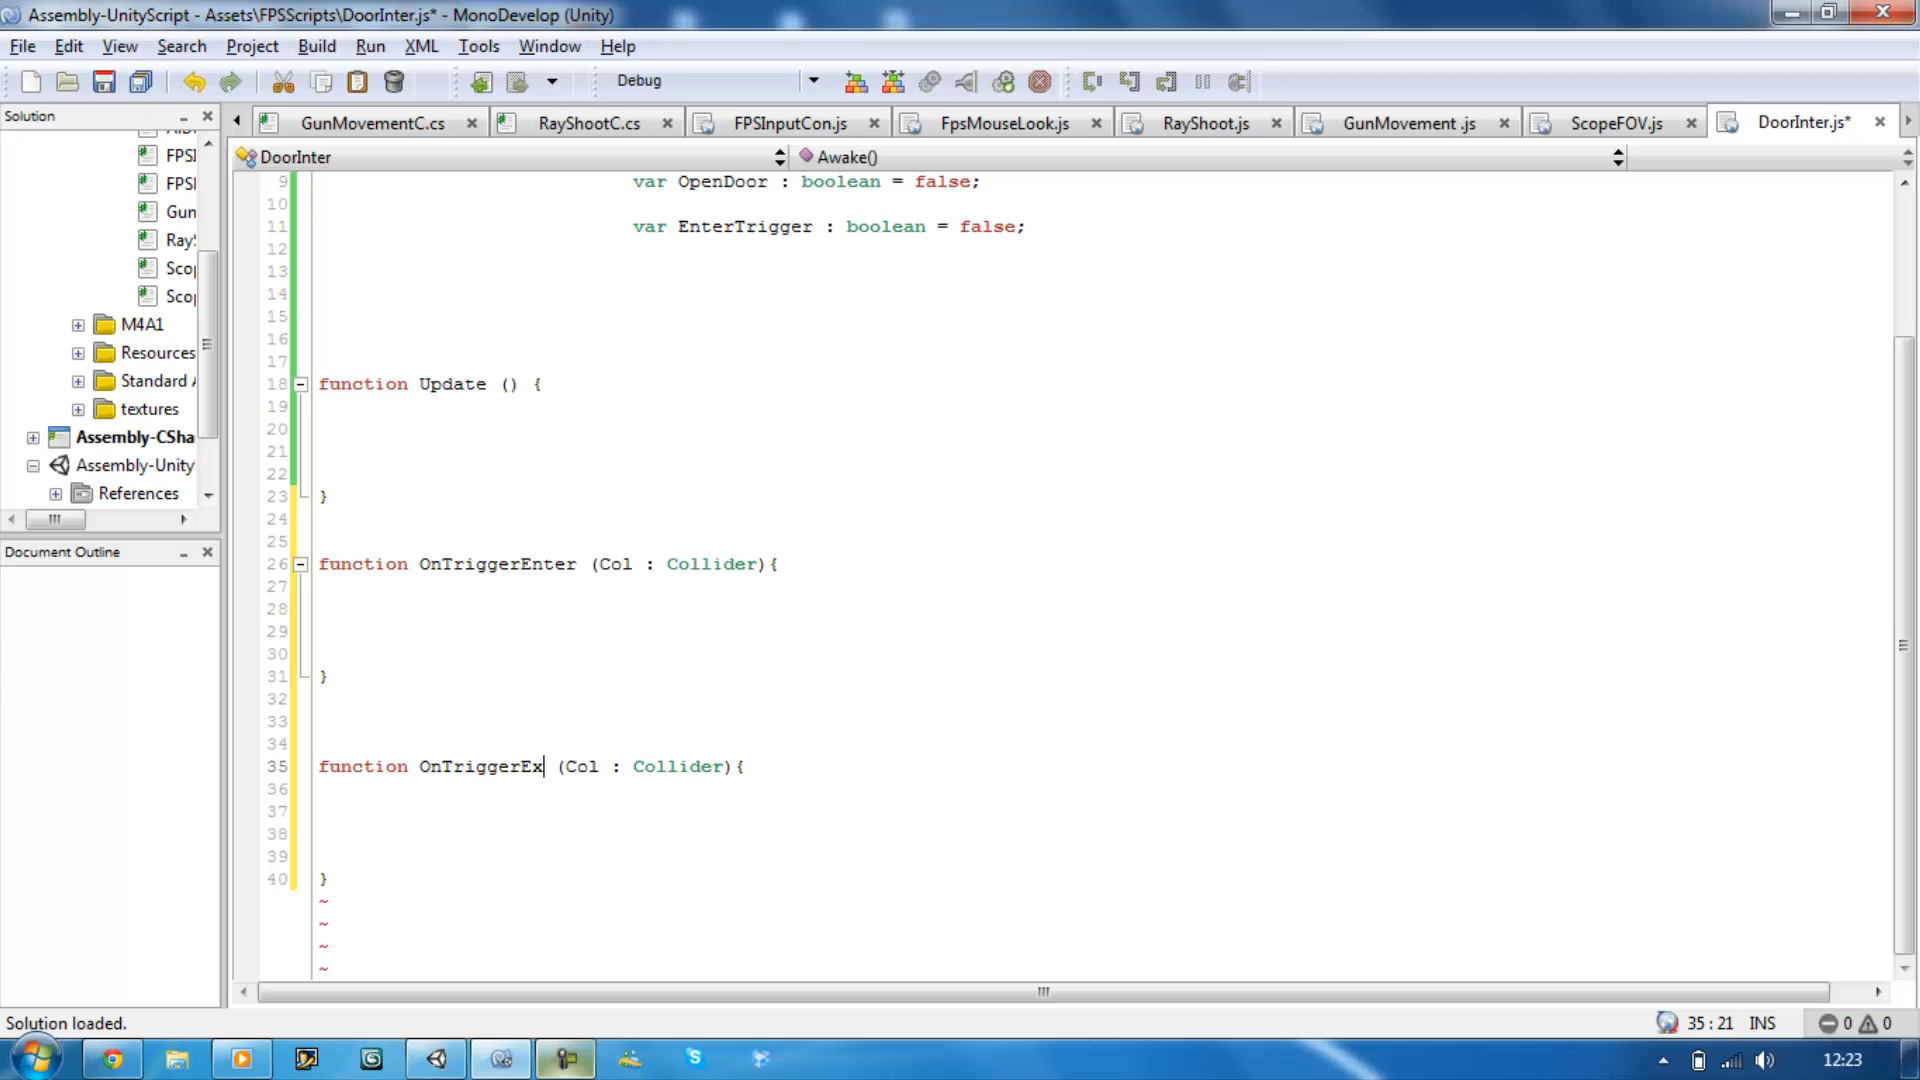 Assembly-UnityScript - Assets\FPSScripts\DoorInter.js* - MonoDevelop (Unity)
File Edit View Search Project Build Run XML Tools Window Help
Debug
Solution
GunMovementC.cs RayShootC.cs FPSInputCon.js FpsMouseLook.js RayShoot.js GunMovement .js ScopeFOV.js DoorInter.js*
DoorInter Awake()
FPSI
FPSI
Gun
Ray
Scop
Scop
M4A1
Resources
Standard
textures
Assembly-CSha
Assembly-Unity
References
Document Outline
9 var OpenDoor : boolean = false;
10
11 var EnterTrigger : boolean = false;
12
13
14
15
16
17
18 function Update () {
19
20
21
22
23 }
24
25
26 function OnTriggerEnter (Col : Collider){
27
28
29
30
31 }
32
33
34
35 function OnTriggerEx (Col : Collider){
36
37
38
39
40 }
~
~
~
~
Solution loaded.
35 : 21 INS 0 0
12:23